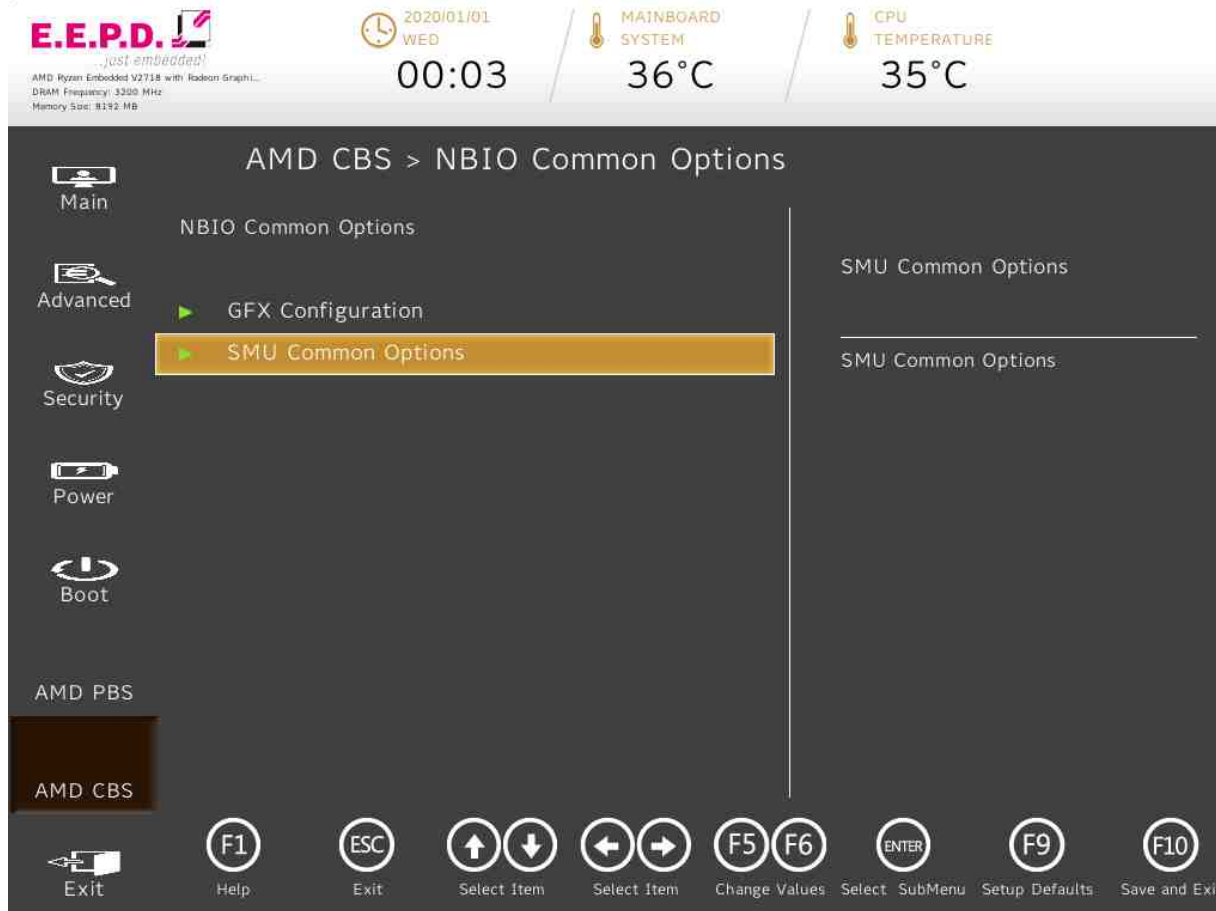 E.E.P.D.
...just embedded!
AMD Ryzen Embedded V2718 with Radeon Graphi...
DRAM Frequency: 3200 MHz
Memory Size: 8192 MB
2020/01/01
WED
00:03
MAINBOARD
SYSTEM
36°C
CPU
TEMPERATURE
35°C
AMD CBS > NBIO Common Options
Main
Advanced
Security
Power
Boot
AMD PBS
AMD CBS
Exit
NBIO Common Options
GFX Configuration
SMU Common Options
SMU Common Options
SMU Common Options
F1
Help
ESC
Exit
Select Item
Select Item
F5 F6
Change Values
ENTER
Select SubMenu
F9
Setup Defaults
F10
Save and Exi